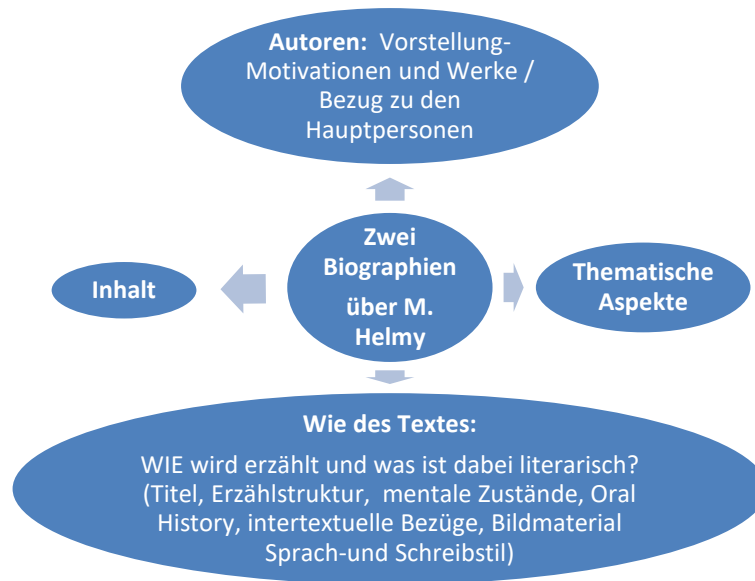 Autoren: Vorstellung-
Motivationen und Werke /
Bezug zu den
Hauptpersonen
Zwei
Biographien
über M.
Helmy
Inhalt
Thematische
Aspekte
Wie des Textes:
WIE wird erzählt und was ist dabei literarisch?
(Titel, Erzählstruktur, mentale Zustände, Oral
History, intertextuelle Bezüge, Bildmaterial
Sprach-und Schreibstil)